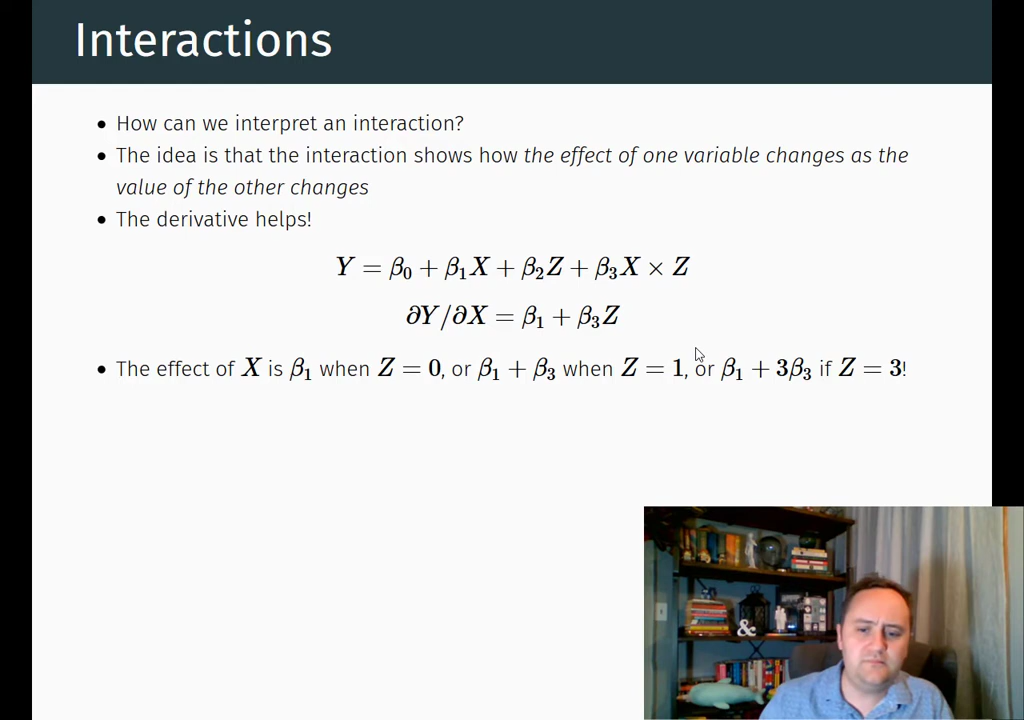 Interactions
• How can we interpret an interaction?
• The idea is that the interaction shows how the effect of one variable changes as the
value of the other changes
• The derivative helps!
Y = β₀ + β₁X + β₂Z + β₃X × Z
∂Y/∂X = β₁ + β₃Z
• The effect of X is β₁ when Z = 0, or β₁ + β₃ when Z = 1, or β₁ + 3β₃ if Z = 3!
&